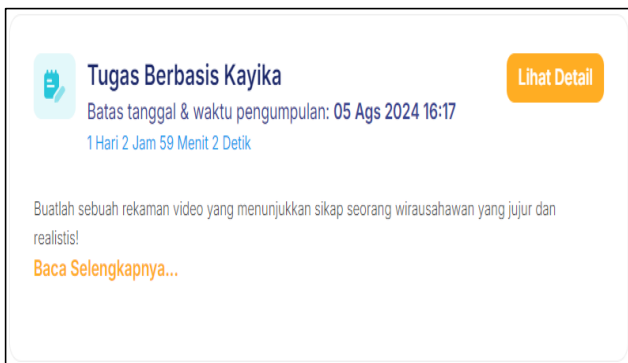 Tugas Berbasis Kayika
Lihat Detail
Batas tanggal & waktu pengumpulan: 05 Ags 2024 16:17
1 Hari 2 Jam 59 Menit 2 Detik
Buatlah sebuah rekaman video yang menunjukkan sikap seorang wirausahawan yang jujur dan
realistis!
Baca Selengkapnya...